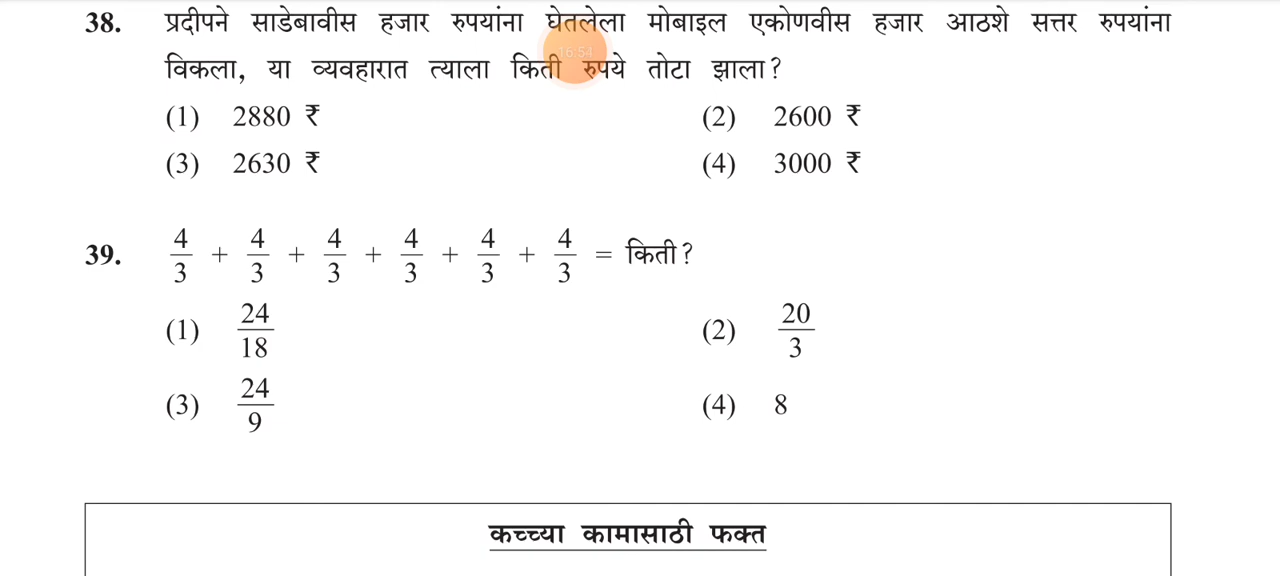 38. प्रदीपने साडेबावीस हजार रुपयांना घेतलेला मोबाइल एकोणवीस हजार आठशे सत्तर रुपयांना
16:54
विकला, या व्यवहारात त्याला किती रुपये तोटा झाला?
(1) 2880 ₹ (2) 2600 ₹
(3) 2630 ₹ (4) 3000 ₹
39. 4/3 + 4/3 + 4/3 + 4/3 + 4/3 + 4/3 = किती?
(1) 24/18 (2) 20/3
(3) 24/9 (4) 8
कच्च्या कामासाठी फक्त